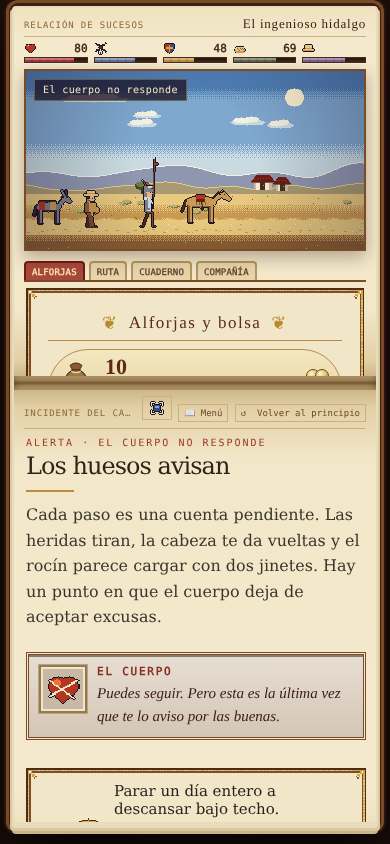 RELACIÓN DE SUCESOS
El ingenioso hidalgo
80
48
69
El cuerpo no responde
ALFORJAS
RUTA
CUADERNO
COMPAÑÍA
Alforjas y bolsa
10
INCIDENTE DEL CA…
Menú
↺ Volver al principio
ALERTA · EL CUERPO NO RESPONDE
Los huesos avisan
Cada paso es una cuenta pendiente. Las
heridas tiran, la cabeza te da vueltas y el
rocín parece cargar con dos jinetes. Hay
un punto en que el cuerpo deja de
aceptar excusas.
EL CUERPO
Puedes seguir. Pero esta es la última vez
que te lo aviso por las buenas.
Parar un día entero a
descansar bajo techo.